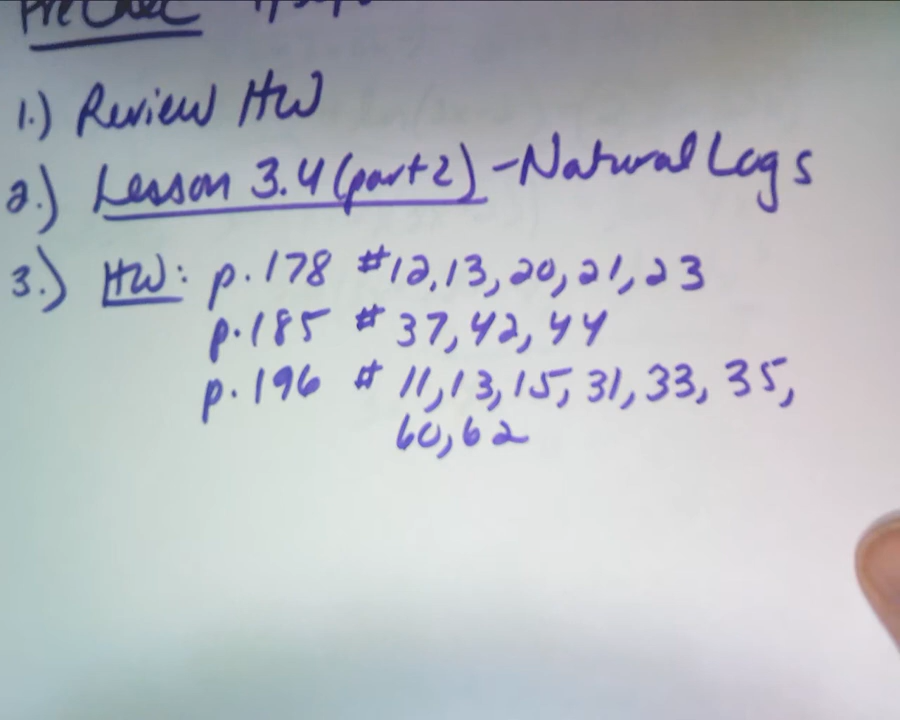 PreCalc
1.) Review HW
2.) Lesson 3.4 (part 2) - Natural Logs
3.) HW: p. 178 #12, 13, 20, 21, 23
p. 185 # 37, 42, 44
p. 196 # 11, 13, 15, 31, 33, 35,
60, 62